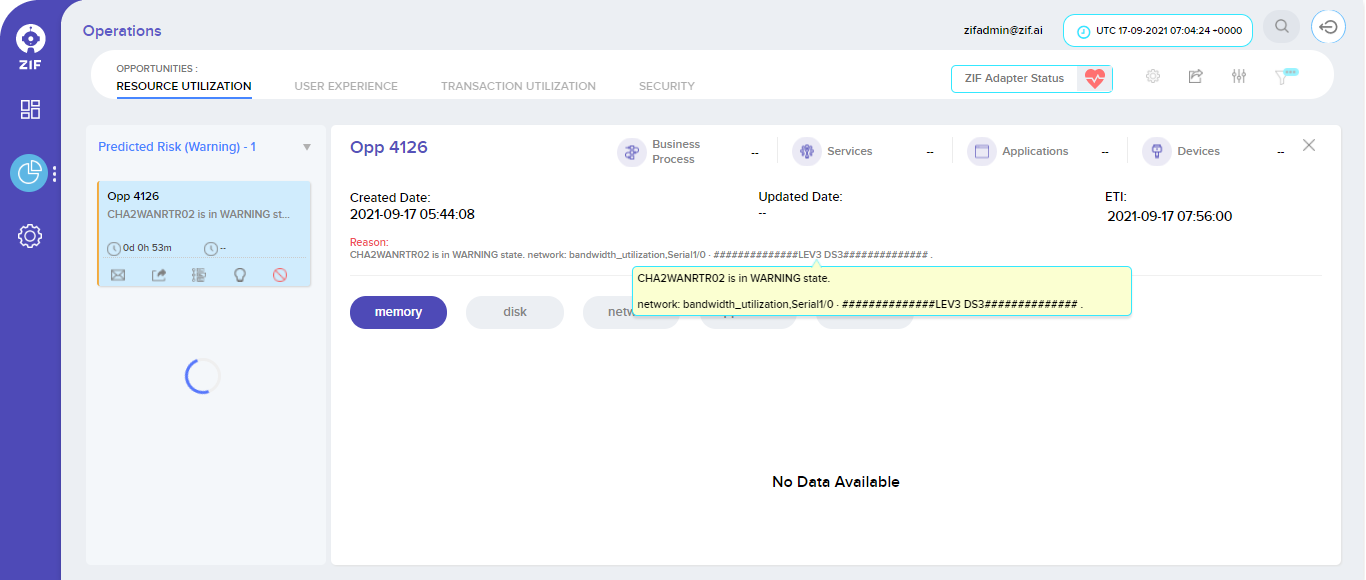 Operations
zifadmin@zif.ai
UTC 17-09-2021 07:04:24 +0000
ZIF
OPPORTUNITIES :
RESOURCE UTILIZATION
USER EXPERIENCE
TRANSACTION UTILIZATION
SECURITY
ZIF Adapter Status
Predicted Risk (Warning) - 1
Opp 4126
CHA2WANRTR02 is in WARNING st...
0d 0h 53m
--
Opp 4126
Business
Process
--
Services
--
Applications
--
Devices
--
Created Date:
2021-09-17 05:44:08
Updated Date:
--
ETI:
2021-09-17 07:56:00
Reason:
CHA2WANRTR02 is in WARNING state. network: bandwidth_utilization,Serial1/0 - ##############LEV3 DS3############## .
CHA2WANRTR02 is in WARNING state.
network: bandwidth_utilization,Serial1/0 - ##############LEV3 DS3############## .
memory
disk
No Data Available